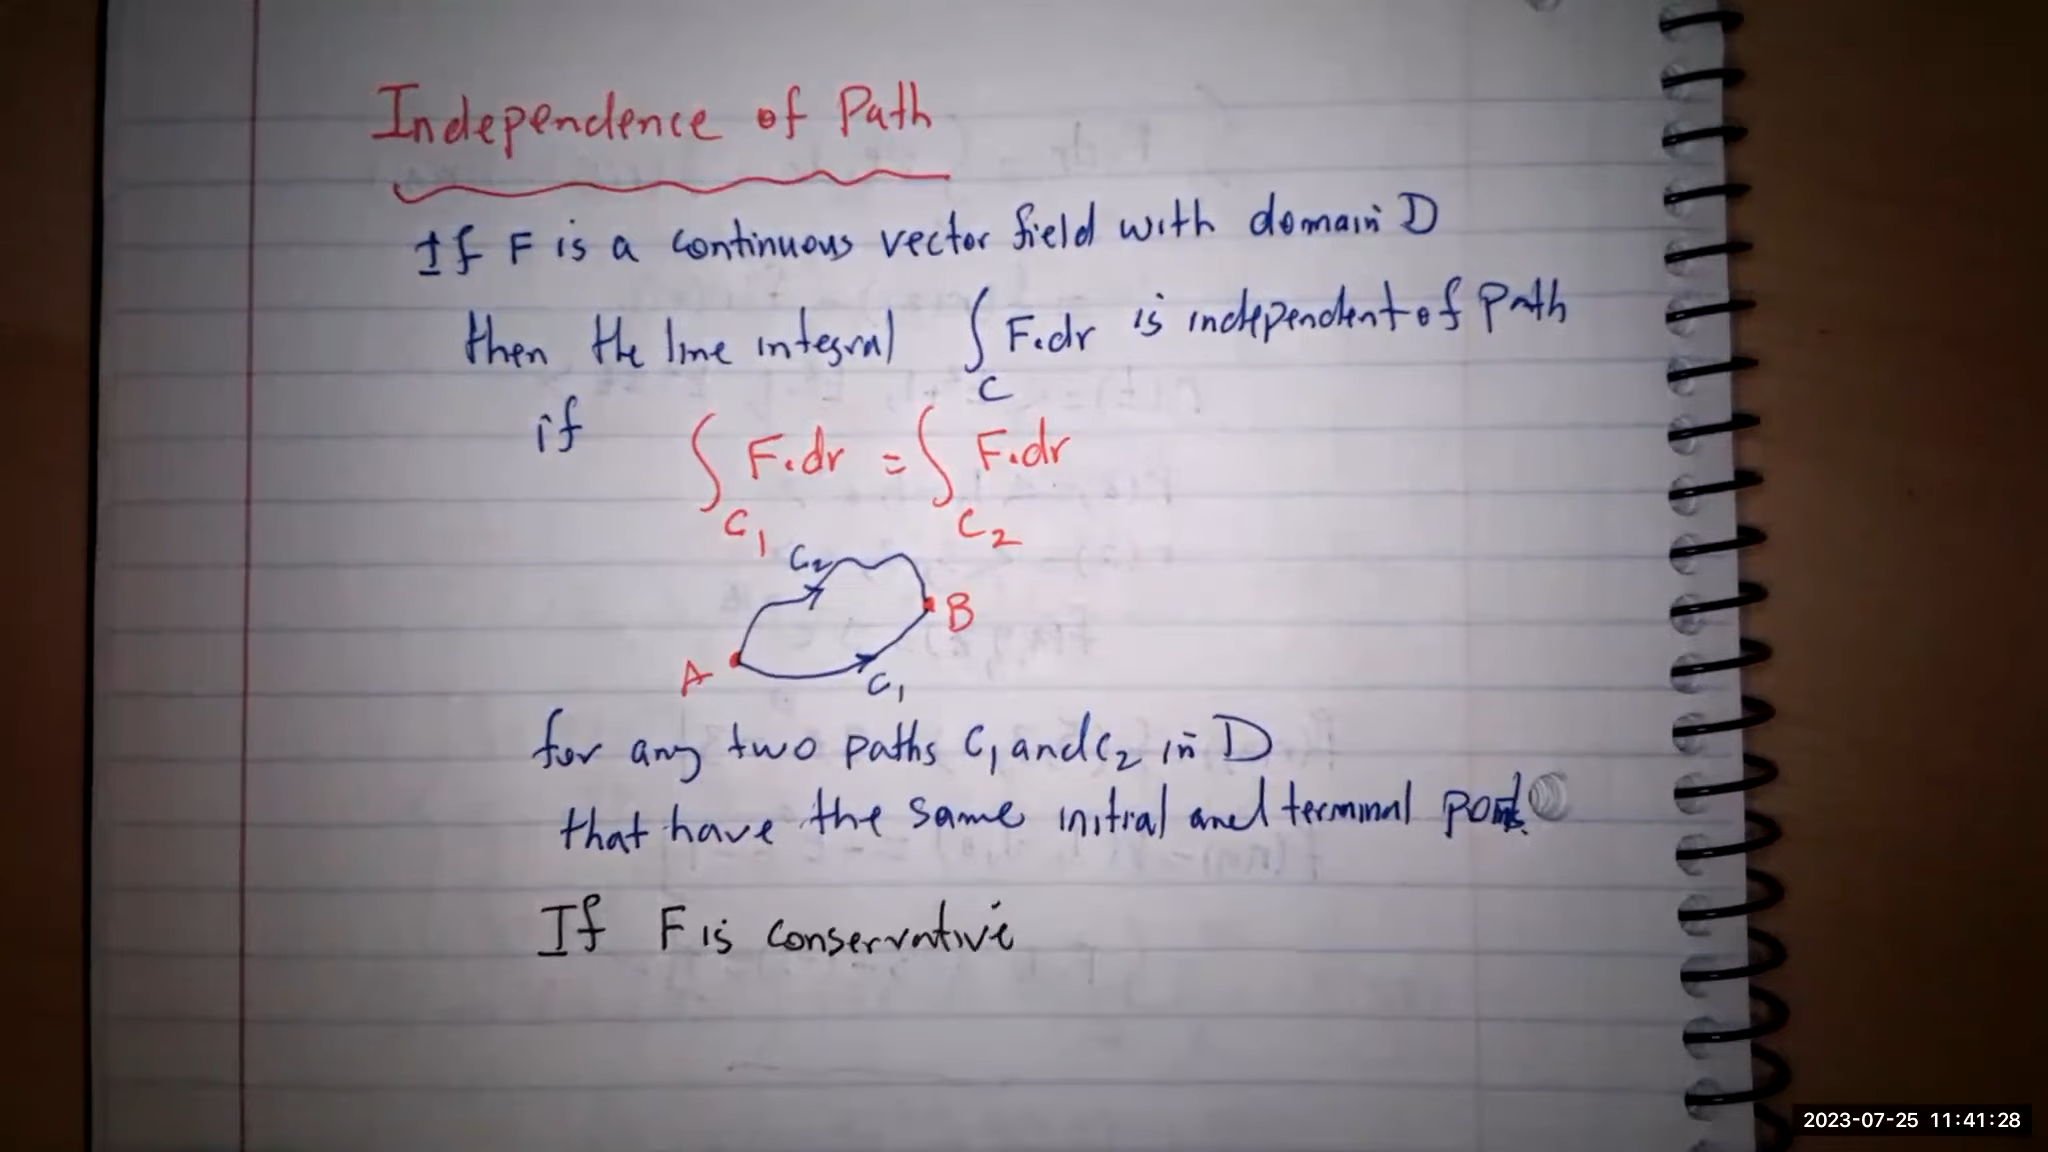 Independence of Path
If F is a continuous vector field with domain D
then the line integral ∫ F.dr is independent of path
C
if ∫ F.dr = ∫ F.dr
C1 C2
C2
B
A
C1
for any two paths C1 and C2 in D
that have the same initial and terminal points.
If F is conservative
2023-07-25 11:41:28